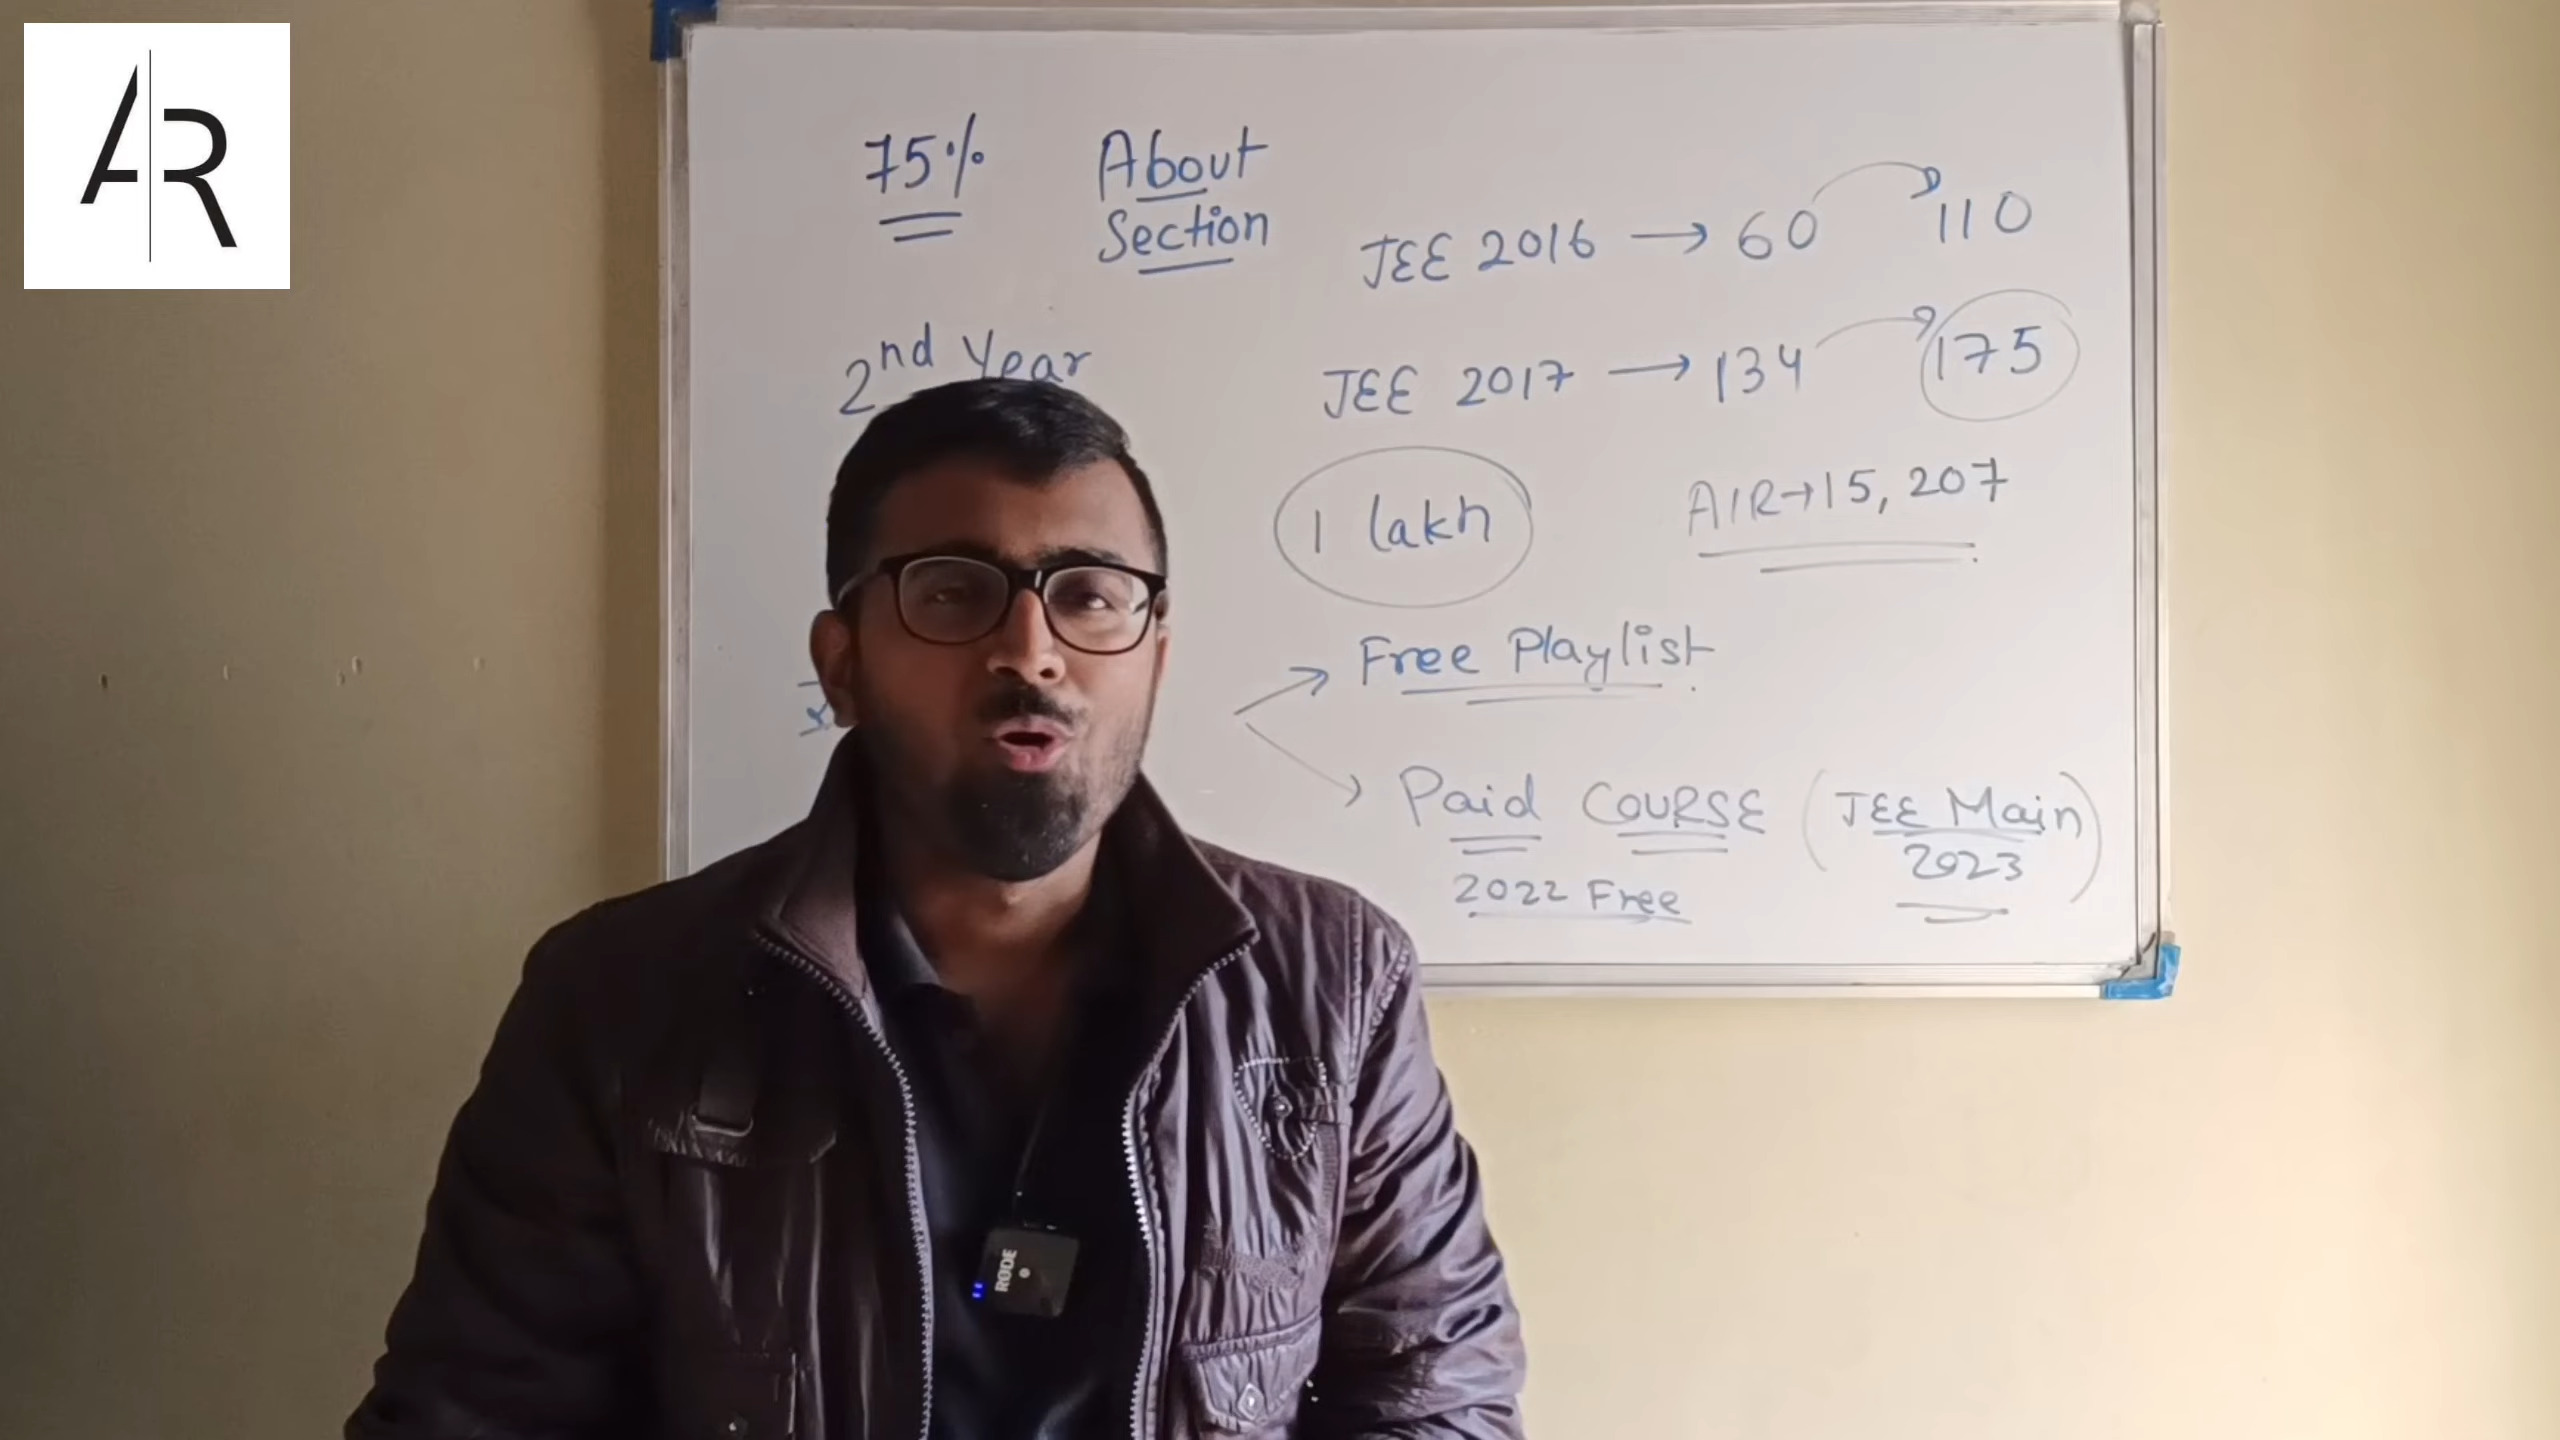 AR
75% About
Section
JEE 2016 → 60 110
2nd Year
JEE 2017 → 134 175
1 lakh AIR→15,207
→ Free Playlist
→ Paid COURSE (JEE Main
2023)
2022 Free
RODE